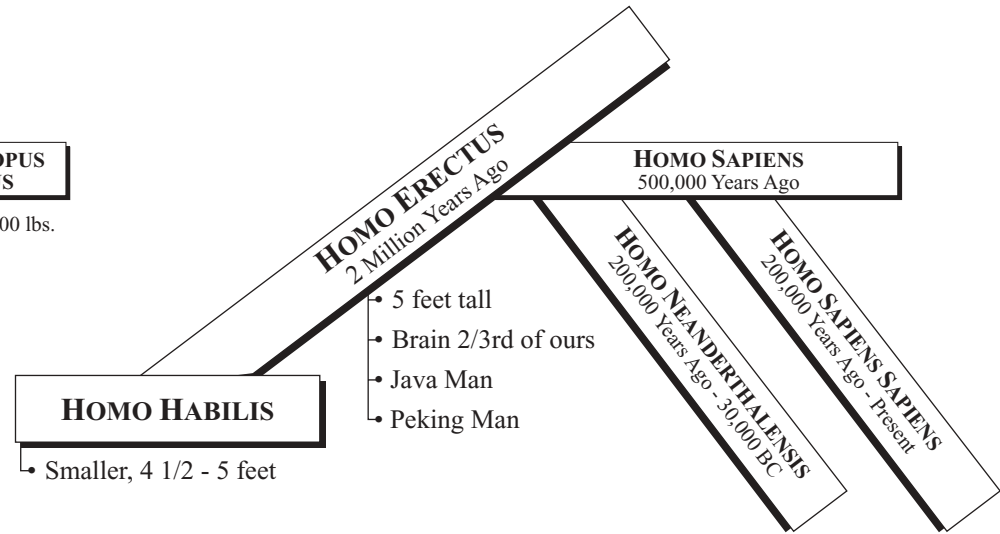 OPUS
S
00 lbs.
HOMO HABILIS
Smaller, 4 1/2 - 5 feet
HOMO ERECTUS
2 Million Years Ago
5 feet tall
Brain 2/3rd of ours
Java Man
Peking Man
HOMO SAPIENS
500,000 Years Ago
HOMO NEANDERTHALENSIS
200,000 Years Ago - 30,000 BC
HOMO SAPIENS SAPIENS
200,000 Years Ago - Present